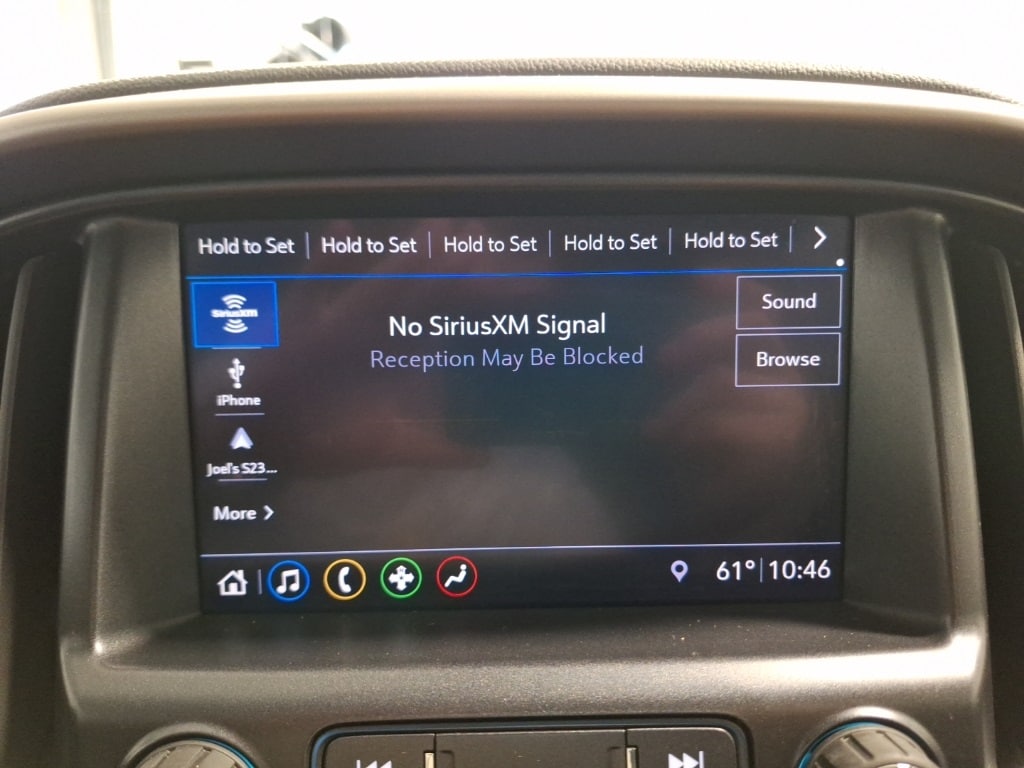 Hold to Set Hold to Set Hold to Set Hold to Set Hold to Set
SiriusXM
No SiriusXM Signal
Reception May Be Blocked
Sound
Browse
iPhone
Joel's S23...
More
61° 10:46